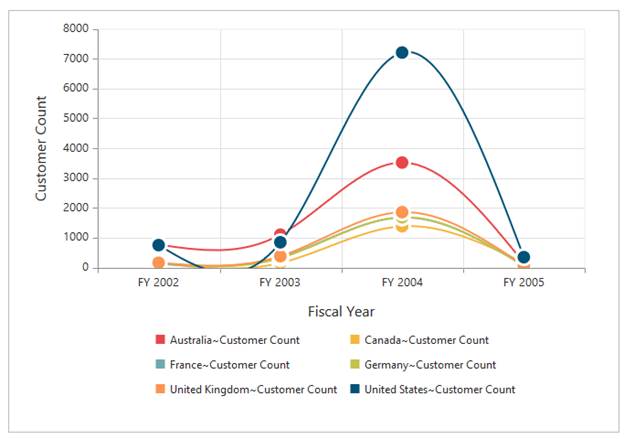 8000
7000
6000
5000
4000
3000
2000
1000
0
Customer Count
FY 2002 FY 2003 FY 2004 FY 2005
Fiscal Year
Australia~Customer Count Canada~Customer Count
France~Customer Count Germany~Customer Count
United Kingdom~Customer Count United States~Customer Count